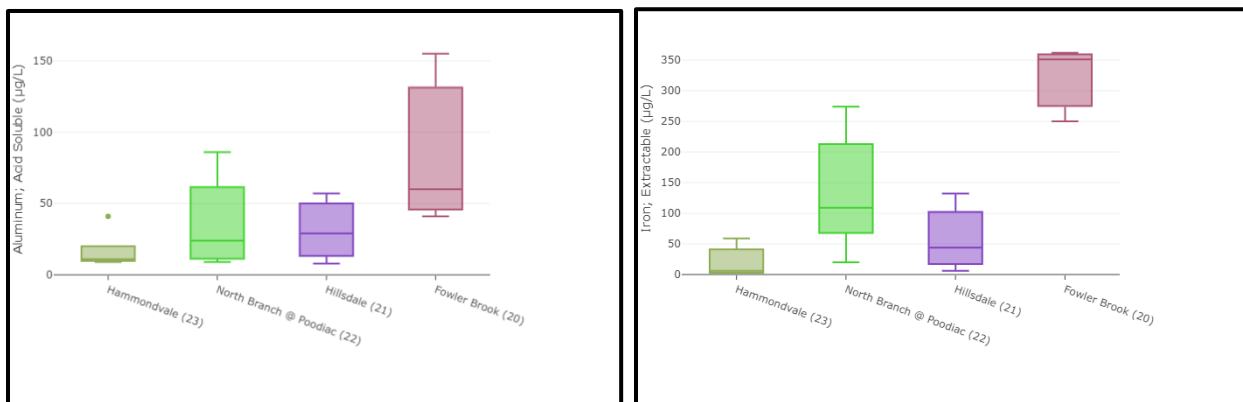 Aluminum; Acid Soluble (µg/L)
150
100
50
0
Hammondvale (23)
North Branch @ Poodiac (22)
Hillsdale (21)
Fowler Brook (20)
Iron; Extractable (µg/L)
350
300
250
200
150
100
50
0
Hammondvale (23)
North Branch @ Poodiac (22)
Hillsdale (21)
Fowler Brook (20)